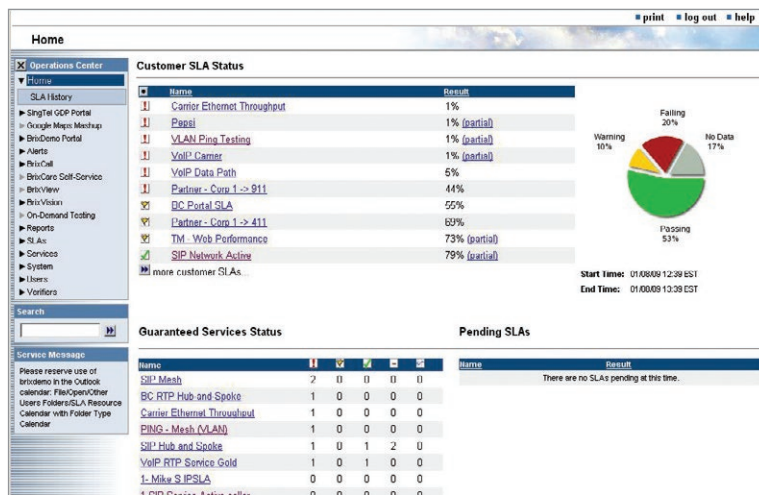 print log out help
Home
Operations Center
Home
SLA History
SingTel GDP Portal
Google Maps Mashup
BrixDemo Portal
Alerts
BrixCall
BrixCare Self-Service
BrixView
BrixVision
On-Demand Testing
Reports
SLAs
Services
System
Users
Verifiers
Search
Service Message
Please reserve use of
brixdemo in the Outlook
calendar: File/Open/Other
Users Folders/SLA Resource
Calendar with Folder Type
Calendar
Customer SLA Status
Name Result
Carrier Ethernet Throughput 1%
Pepsi 1% (partial)
VLAN Ping Testing 1% (partial)
VoIP Carrier 1% (partial)
VoIP Data Path 5%
Partner - Corp 1 -> 911 44%
BC Portal SLA 55%
Partner - Corp 1 -> 411 69%
TM - Web Performance 73% (partial)
SIP Network Active 79% (partial)
more customer SLAs...
Failing
20%
Warning
10%
No Data
17%
Passing
53%
Start Time: 01/08/09 12:39 EST
End Time: 01/08/09 13:39 EST
Guaranteed Services Status
Name
SIP Mesh 2 0 0 0 0
BC RTP Hub and Spoke 1 0 0 0 0
Carrier Ethernet Throughput 1 0 0 0 0
PING - Mesh (VLAN) 1 0 0 0 0
SIP Hub and Spoke 1 0 1 2 0
VoIP RTP Service Gold 1 0 1 0 0
1- Mike S IPSLA 0 0 0 0 0
Pending SLAs
Name Result
There are no SLAs pending at this time.